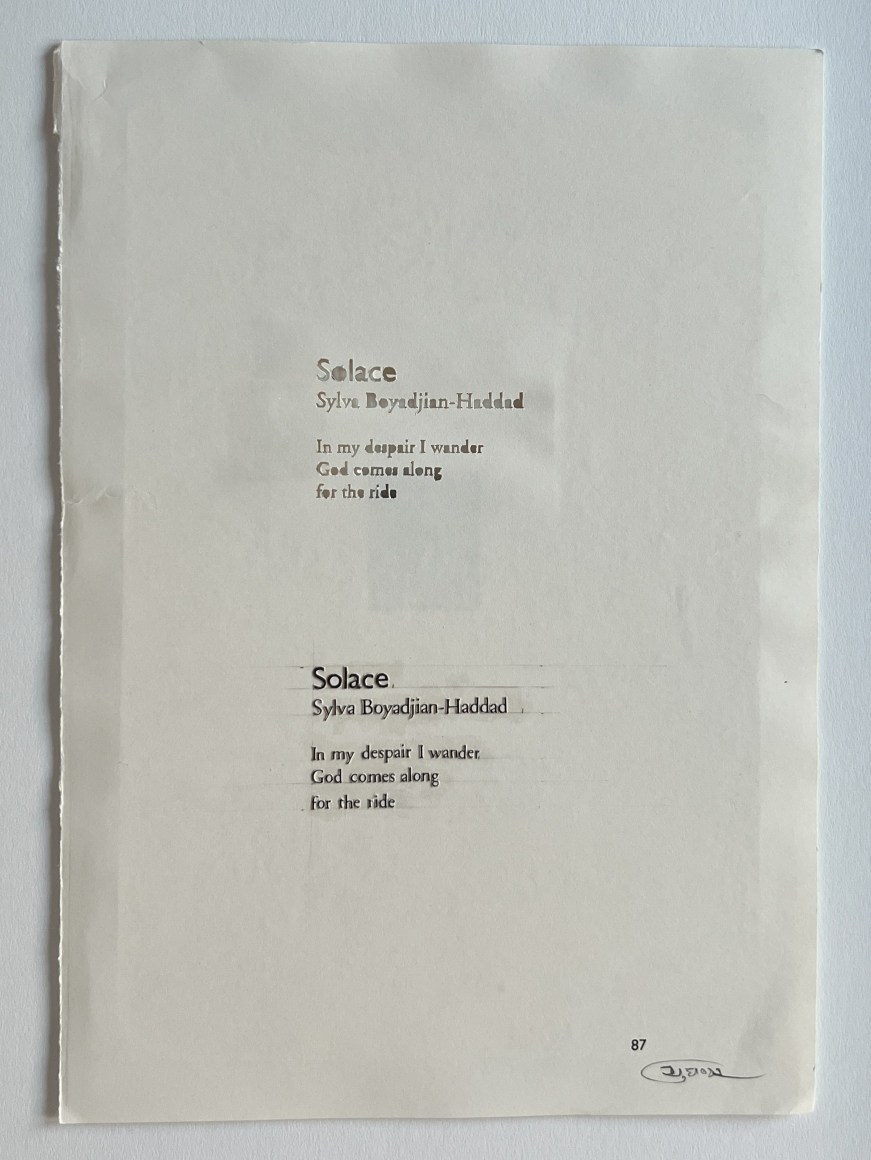 Solace
Sylva Boyadjian-Haddad
In my despair I wander
God comes along
for the ride
Solace
Sylva Boyadjian-Haddad
In my despair I wander
God comes along
for the ride
87